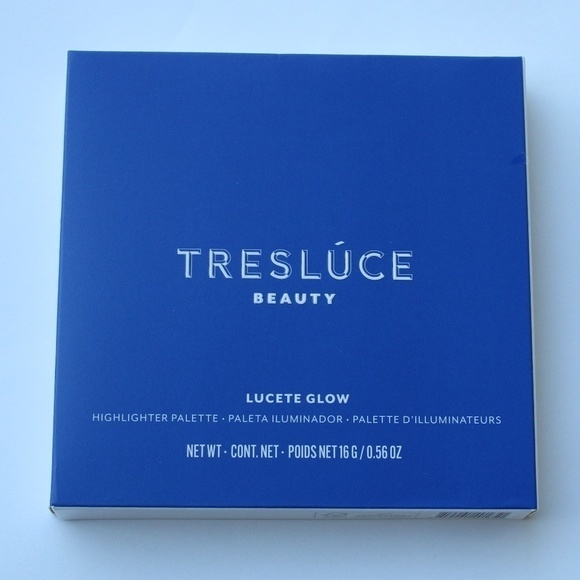 TRESLÚCE
BEAUTY
LUCETE GLOW
HIGHLIGHTER PALETTE · PALETA ILUMINADOR · PALETTE D'ILLUMINATEURS
NET WT · CONT. NET · POIDS NET 16 G / 0.56 OZ